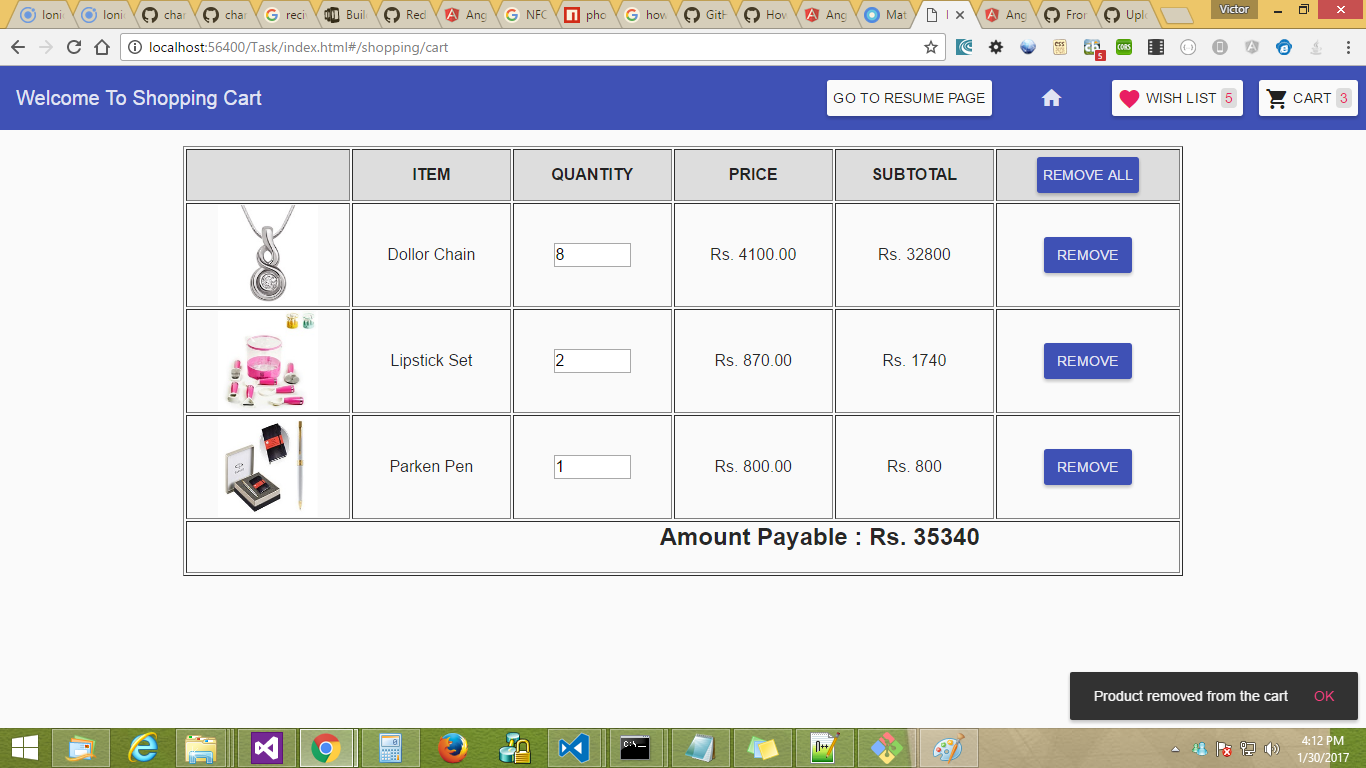 Ioni Ioni char char reci Buil Red Ang NFC pho how GitH How Ang Mat Ang Fror Uplo Victor
localhost:56400/Task/index.html#/shopping/cart
Welcome To Shopping Cart GO TO RESUME PAGE WISH LIST 5 CART 3
ITEM QUANTITY PRICE SUBTOTAL REMOVE ALL
Dollor Chain 8 Rs. 4100.00 Rs. 32800 REMOVE
Lipstick Set 2 Rs. 870.00 Rs. 1740 REMOVE
Parken Pen 1 Rs. 800.00 Rs. 800 REMOVE
Amount Payable : Rs. 35340
Product removed from the cart OK
4:12 PM
1/30/2017